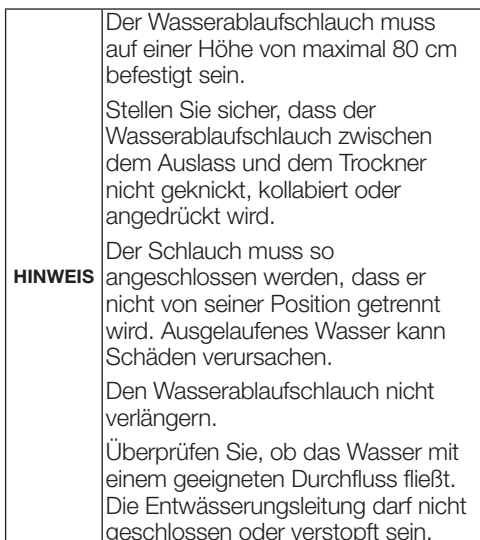 Der Wasserablaufschlauch muss
auf einer Höhe von maximal 80 cm
befestigt sein.
Stellen Sie sicher, dass der
Wasserablaufschlauch zwischen
dem Auslass und dem Trockner
nicht geknickt, kollabiert oder
angedrückt wird.
Der Schlauch muss so
HINWEIS angeschlossen werden, dass er
nicht von seiner Position getrennt
wird. Ausgelaufenes Wasser kann
Schäden verursachen.
Den Wasserablaufschlauch nicht
verlängern.
Überprüfen Sie, ob das Wasser mit
einem geeigneten Durchfluss fließt.
Die Entwässerungsleitung darf nicht
geschlossen oder verstopft sein.